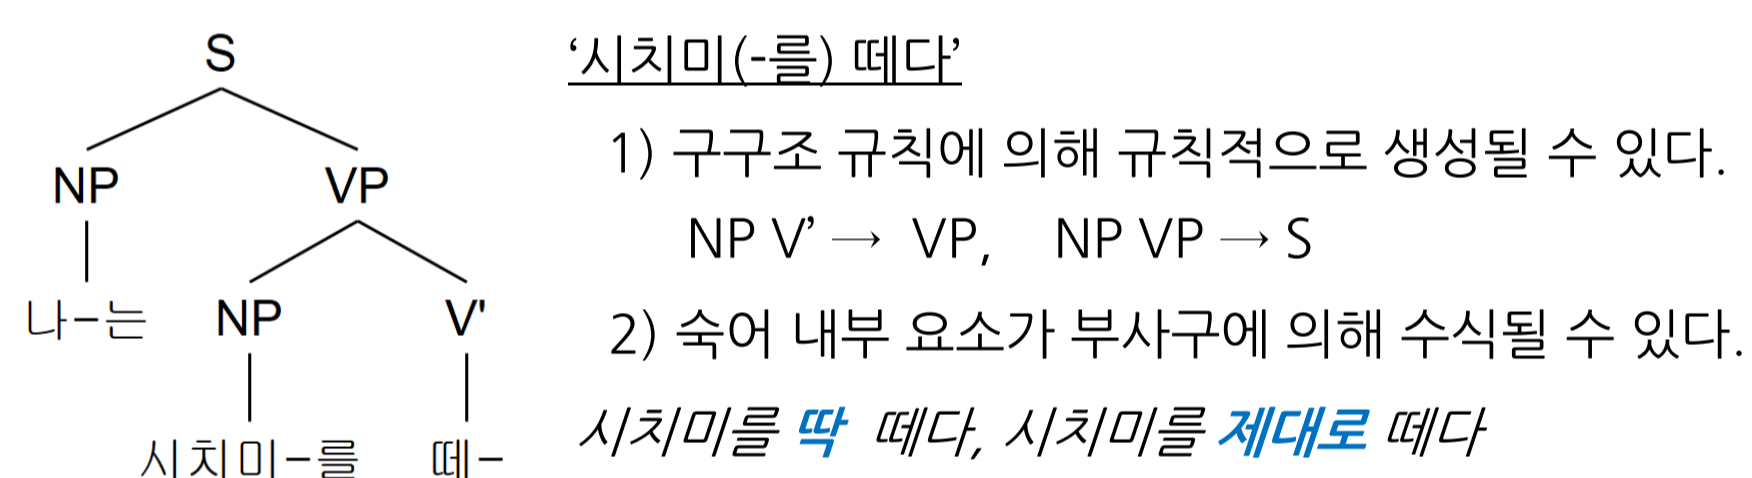 S
NP VP
나-는 NP V'
시치미-를 떼-
‘시치미(-를) 떼다’
1) 구구조 규칙에 의해 규칙적으로 생성될 수 있다.
NP V’ → VP, NP VP → S
2) 숙어 내부 요소가 부사구에 의해 수식될 수 있다.
시치미를 딱 떼다, 시치미를 제대로 떼다